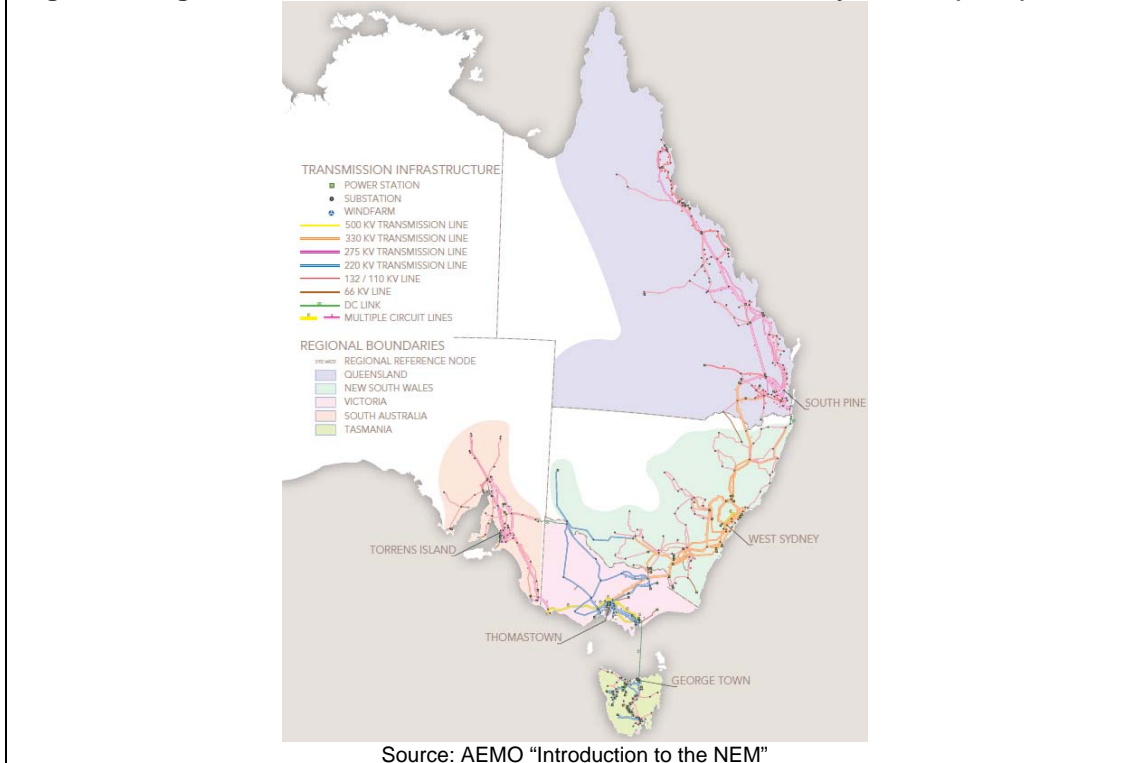 TRANSMISSION INFRASTRUCTURE
POWER STATION
SUBSTATION
WINDFARM
500 KV TRANSMISSION LINE
330 KV TRANSMISSION LINE
275 KV TRANSMISSION LINE
220 KV TRANSMISSION LINE
132 / 110 KV LINE
66 KV LINE
DC LINK
MULTIPLE CIRCUIT LINES
REGIONAL BOUNDARIES
REGIONAL REFERENCE NODE
QUEENSLAND
NEW SOUTH WALES
VICTORIA
SOUTH AUSTRALIA
TASMANIA
SOUTH PINE
WEST SYDNEY
TORRENS ISLAND
THOMASTOWN
GEORGE TOWN
Source: AEMO “Introduction to the NEM”